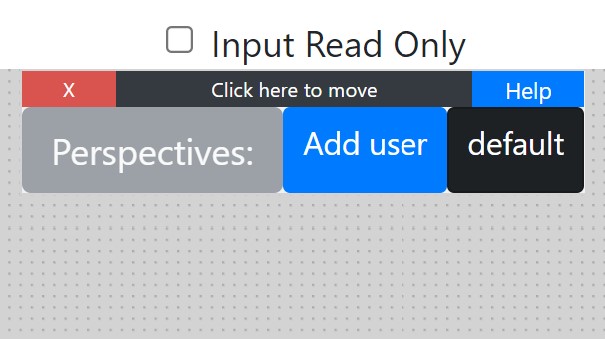 Input Read Only
X Click here to move Help
Perspectives: Add user default